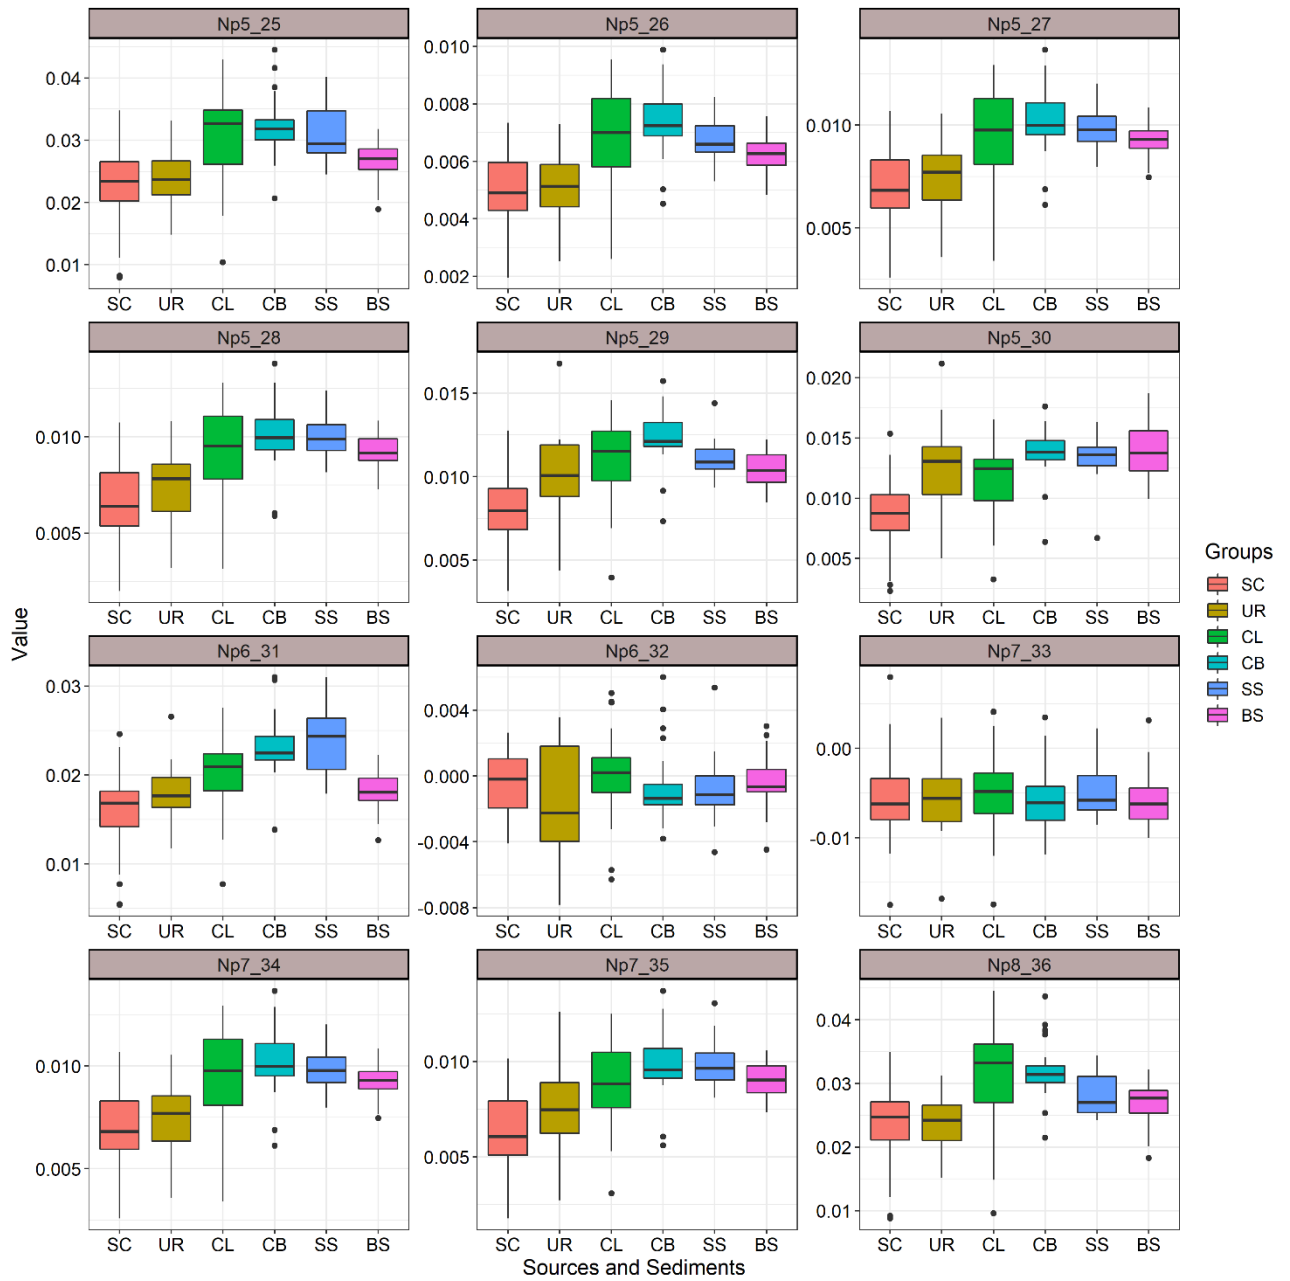 Np5_25 Np5_26 Np5_27
0.04
0.03
0.02
0.01
SC UR CL CB SS BS
0.010
0.008
0.006
0.004
0.002
SC UR CL CB SS BS
0.010
0.005
SC UR CL CB SS BS
Np5_28 Np5_29 Np5_30
0.010
0.005
SC UR CL CB SS BS
0.015
0.010
0.005
SC UR CL CB SS BS
0.020
0.015
0.010
0.005
SC UR CL CB SS BS
Np6_31 Np6_32 Np7_33
0.03
0.02
0.01
SC UR CL CB SS BS
0.004
0.000
-0.004
-0.008
SC UR CL CB SS BS
0.00
-0.01
SC UR CL CB SS BS
Np7_34 Np7_35 Np8_36
0.010
0.005
SC UR CL CB SS BS
0.010
0.005
SC UR CL CB SS BS
0.04
0.03
0.02
0.01
SC UR CL CB SS BS
Value
Sources and Sediments
Groups
SC
UR
CL
CB
SS
BS